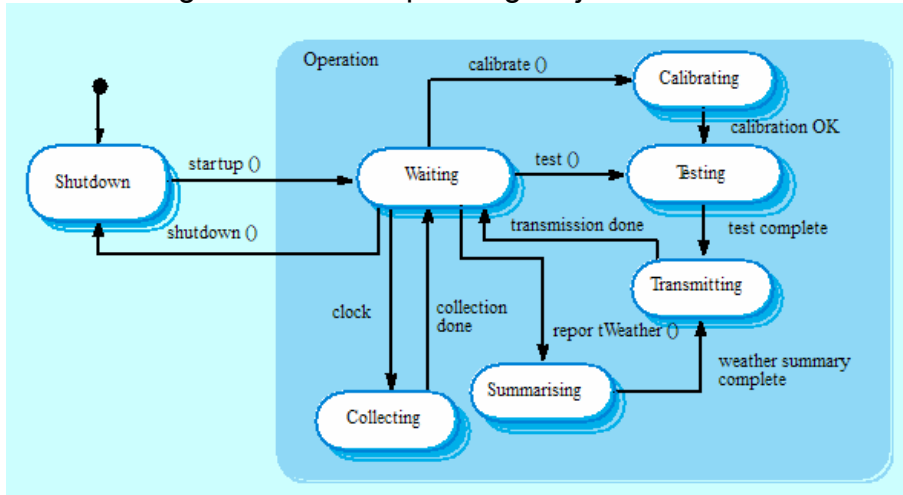 Operation
calibrate ()
Calibrating
calibration OK
startup ()
Shutdown
Waiting
test ()
Testing
shutdown ()
transmission done
test complete
Transmitting
clock
collection
done
repor tWeather ()
weather summary
complete
Summarising
Collecting